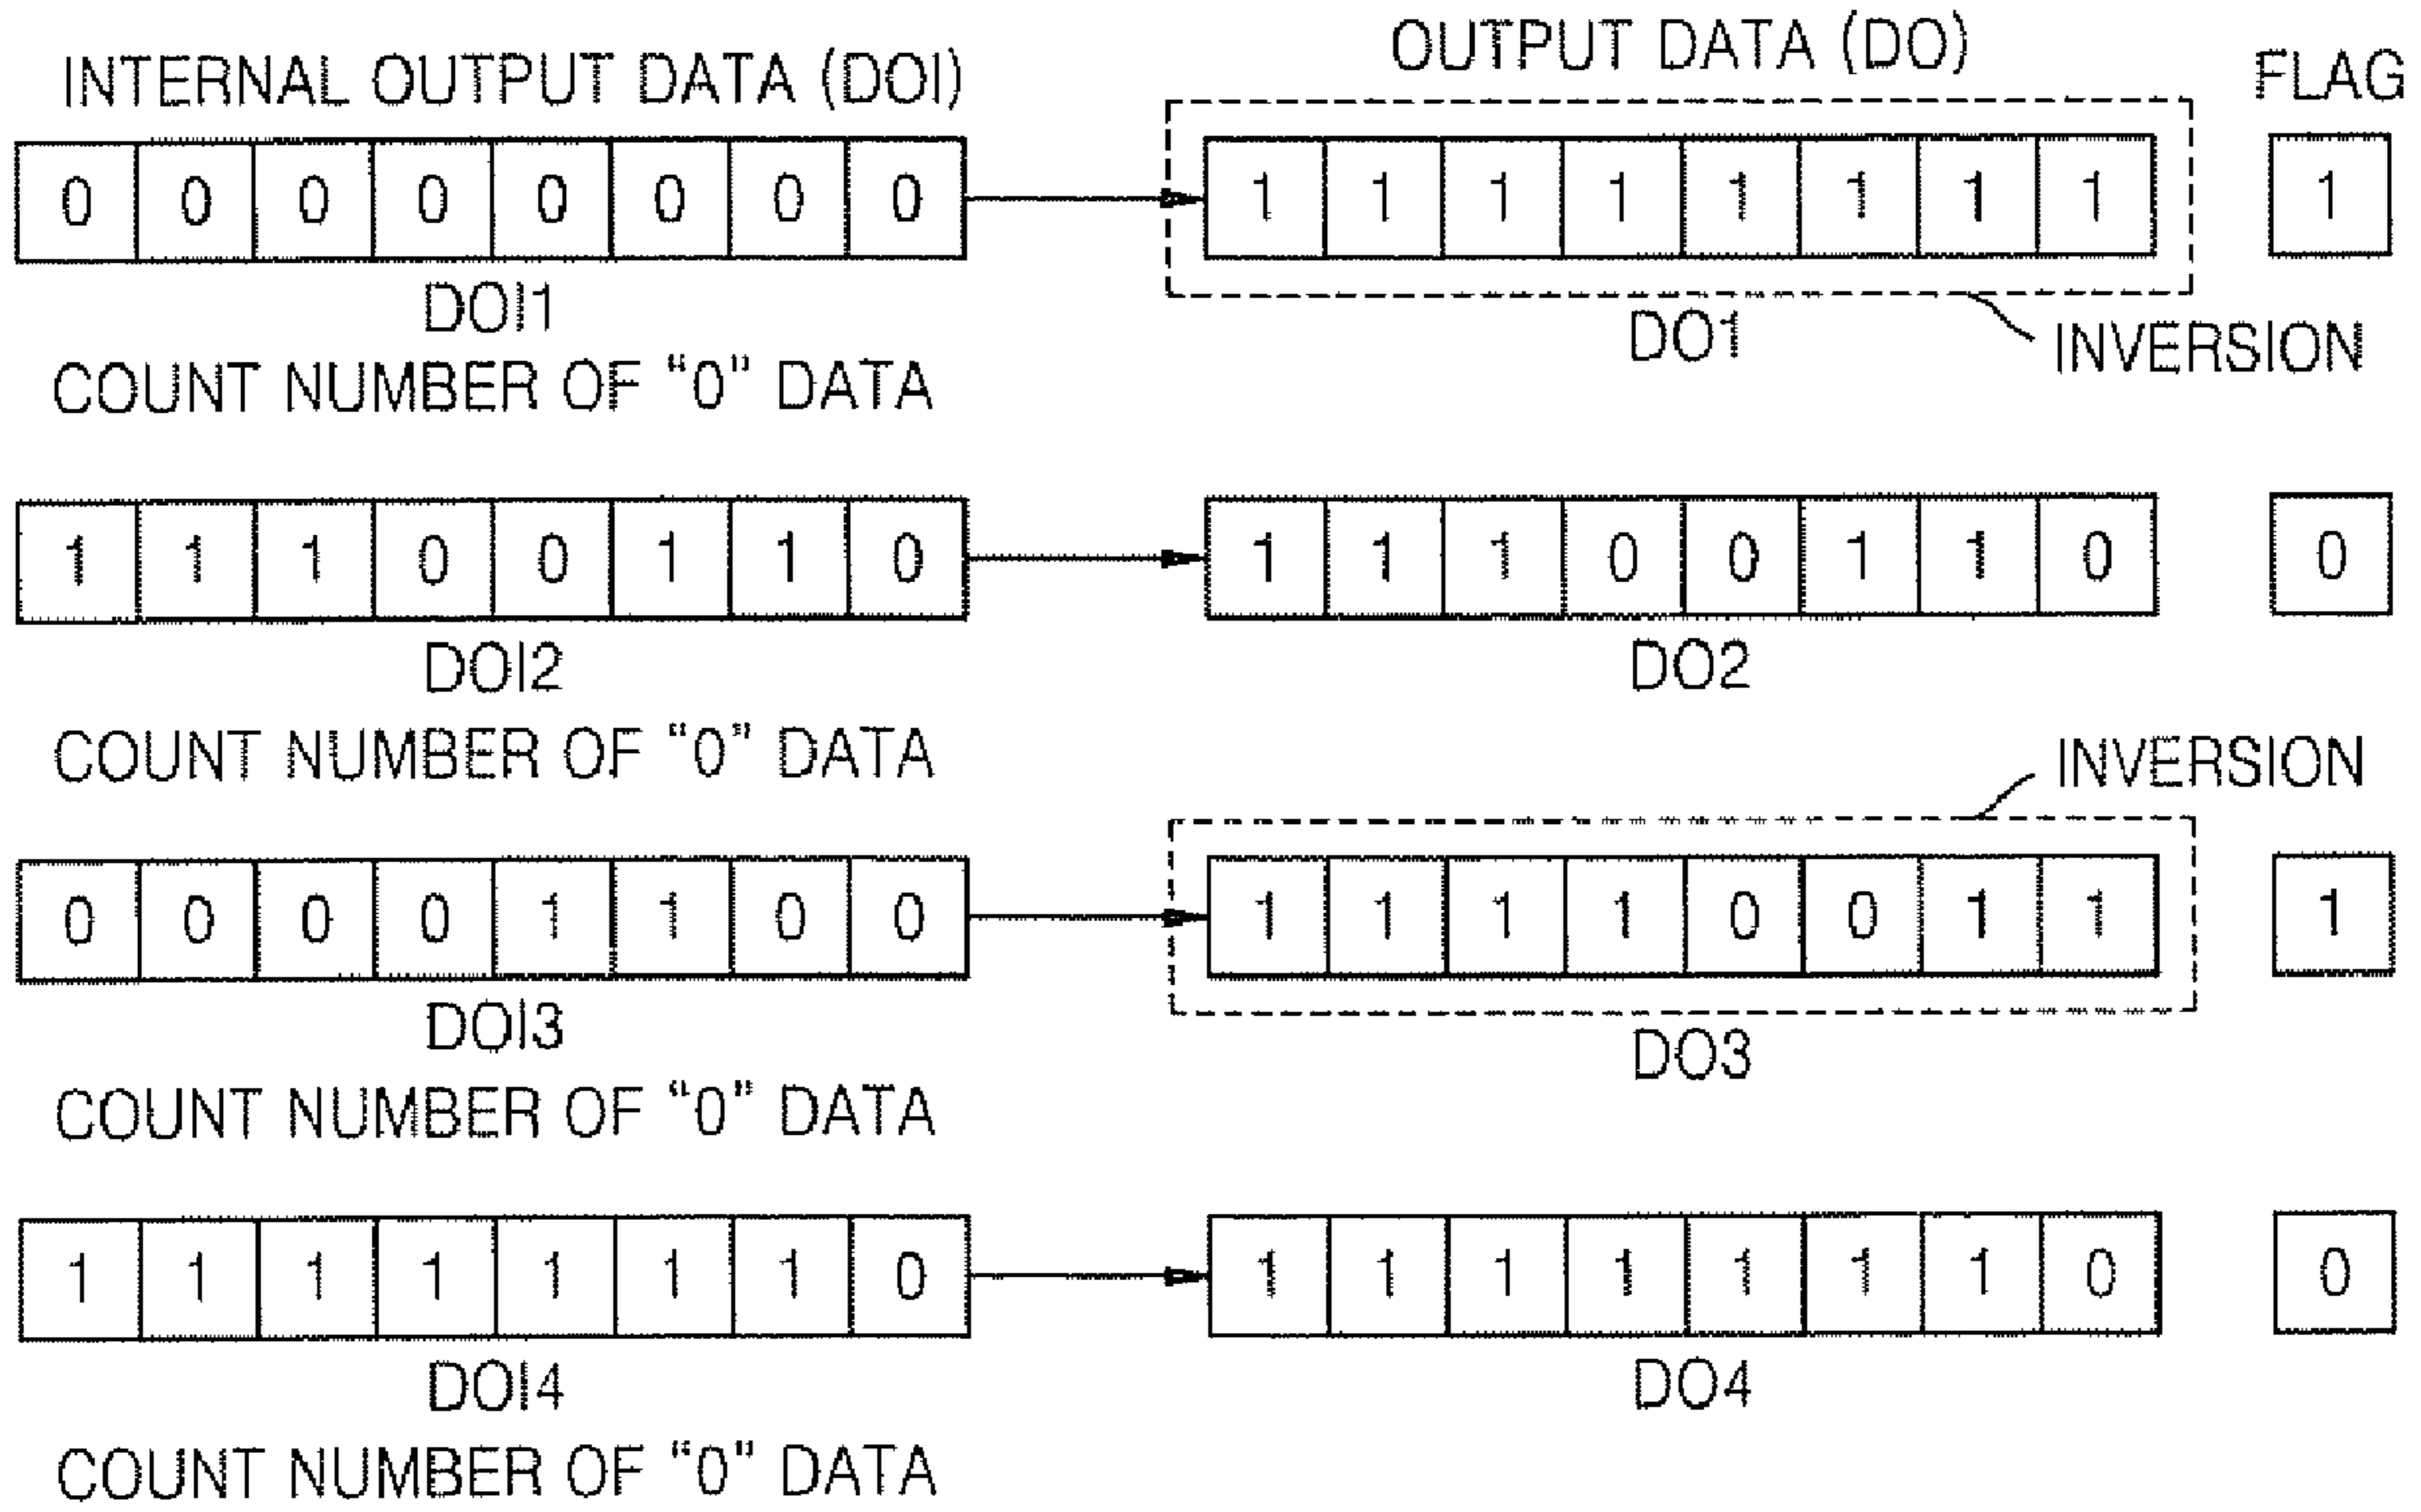 INTERNAL OUTPUT DATA (DOI)
OUTPUT DATA (DO)
FLAG
0 0 0 0 0 0 0 0
1 1 1 1 1 1 1 1
1
DOI1
DO1
INVERSION
COUNT NUMBER OF “0” DATA
1 1 1 0 0 1 1 0
1 1 1 0 0 1 1 0
0
DOI2
DO2
COUNT NUMBER OF “0” DATA
INVERSION
0 0 0 0 1 1 0 0
1 1 1 1 0 0 1 1
1
DOI3
DO3
COUNT NUMBER OF “0” DATA
1 1 1 1 1 1 1 0
1 1 1 1 1 1 1 0
0
DOI4
DO4
COUNT NUMBER OF “0” DATA